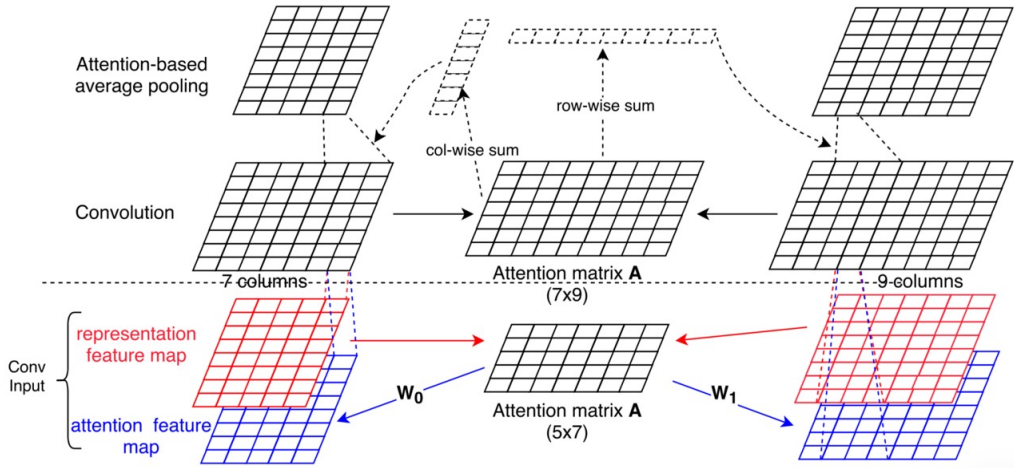 Attention-based
average pooling
row-wise sum
col-wise sum
Convolution
7 columns
Attention matrix A
(7x9)
9 columns
representation
feature map
Conv
Input
W0
W1
attention feature
map
Attention matrix A
(5x7)